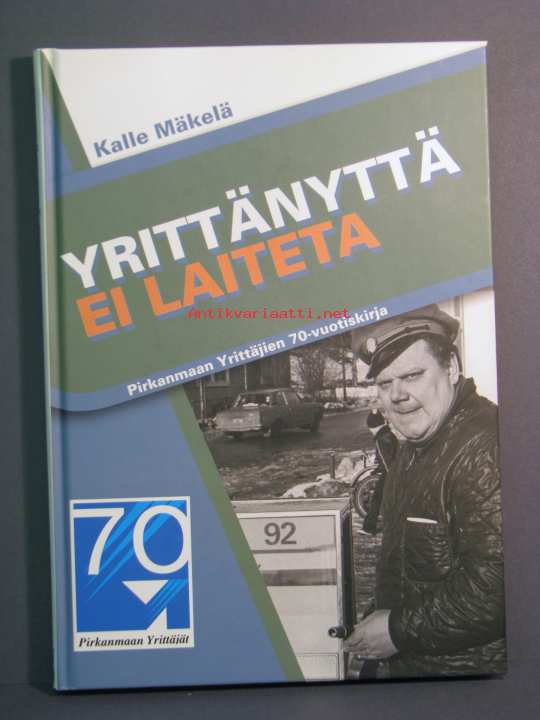 Kalle Mäkelä
YRITTÄNYTTÄ
EI LAITETA
Antikvariaatti.net
Pirkanmaan Yrittäjien 70-vuotiskirja
92
70
Pirkanmaan Yrittäjät